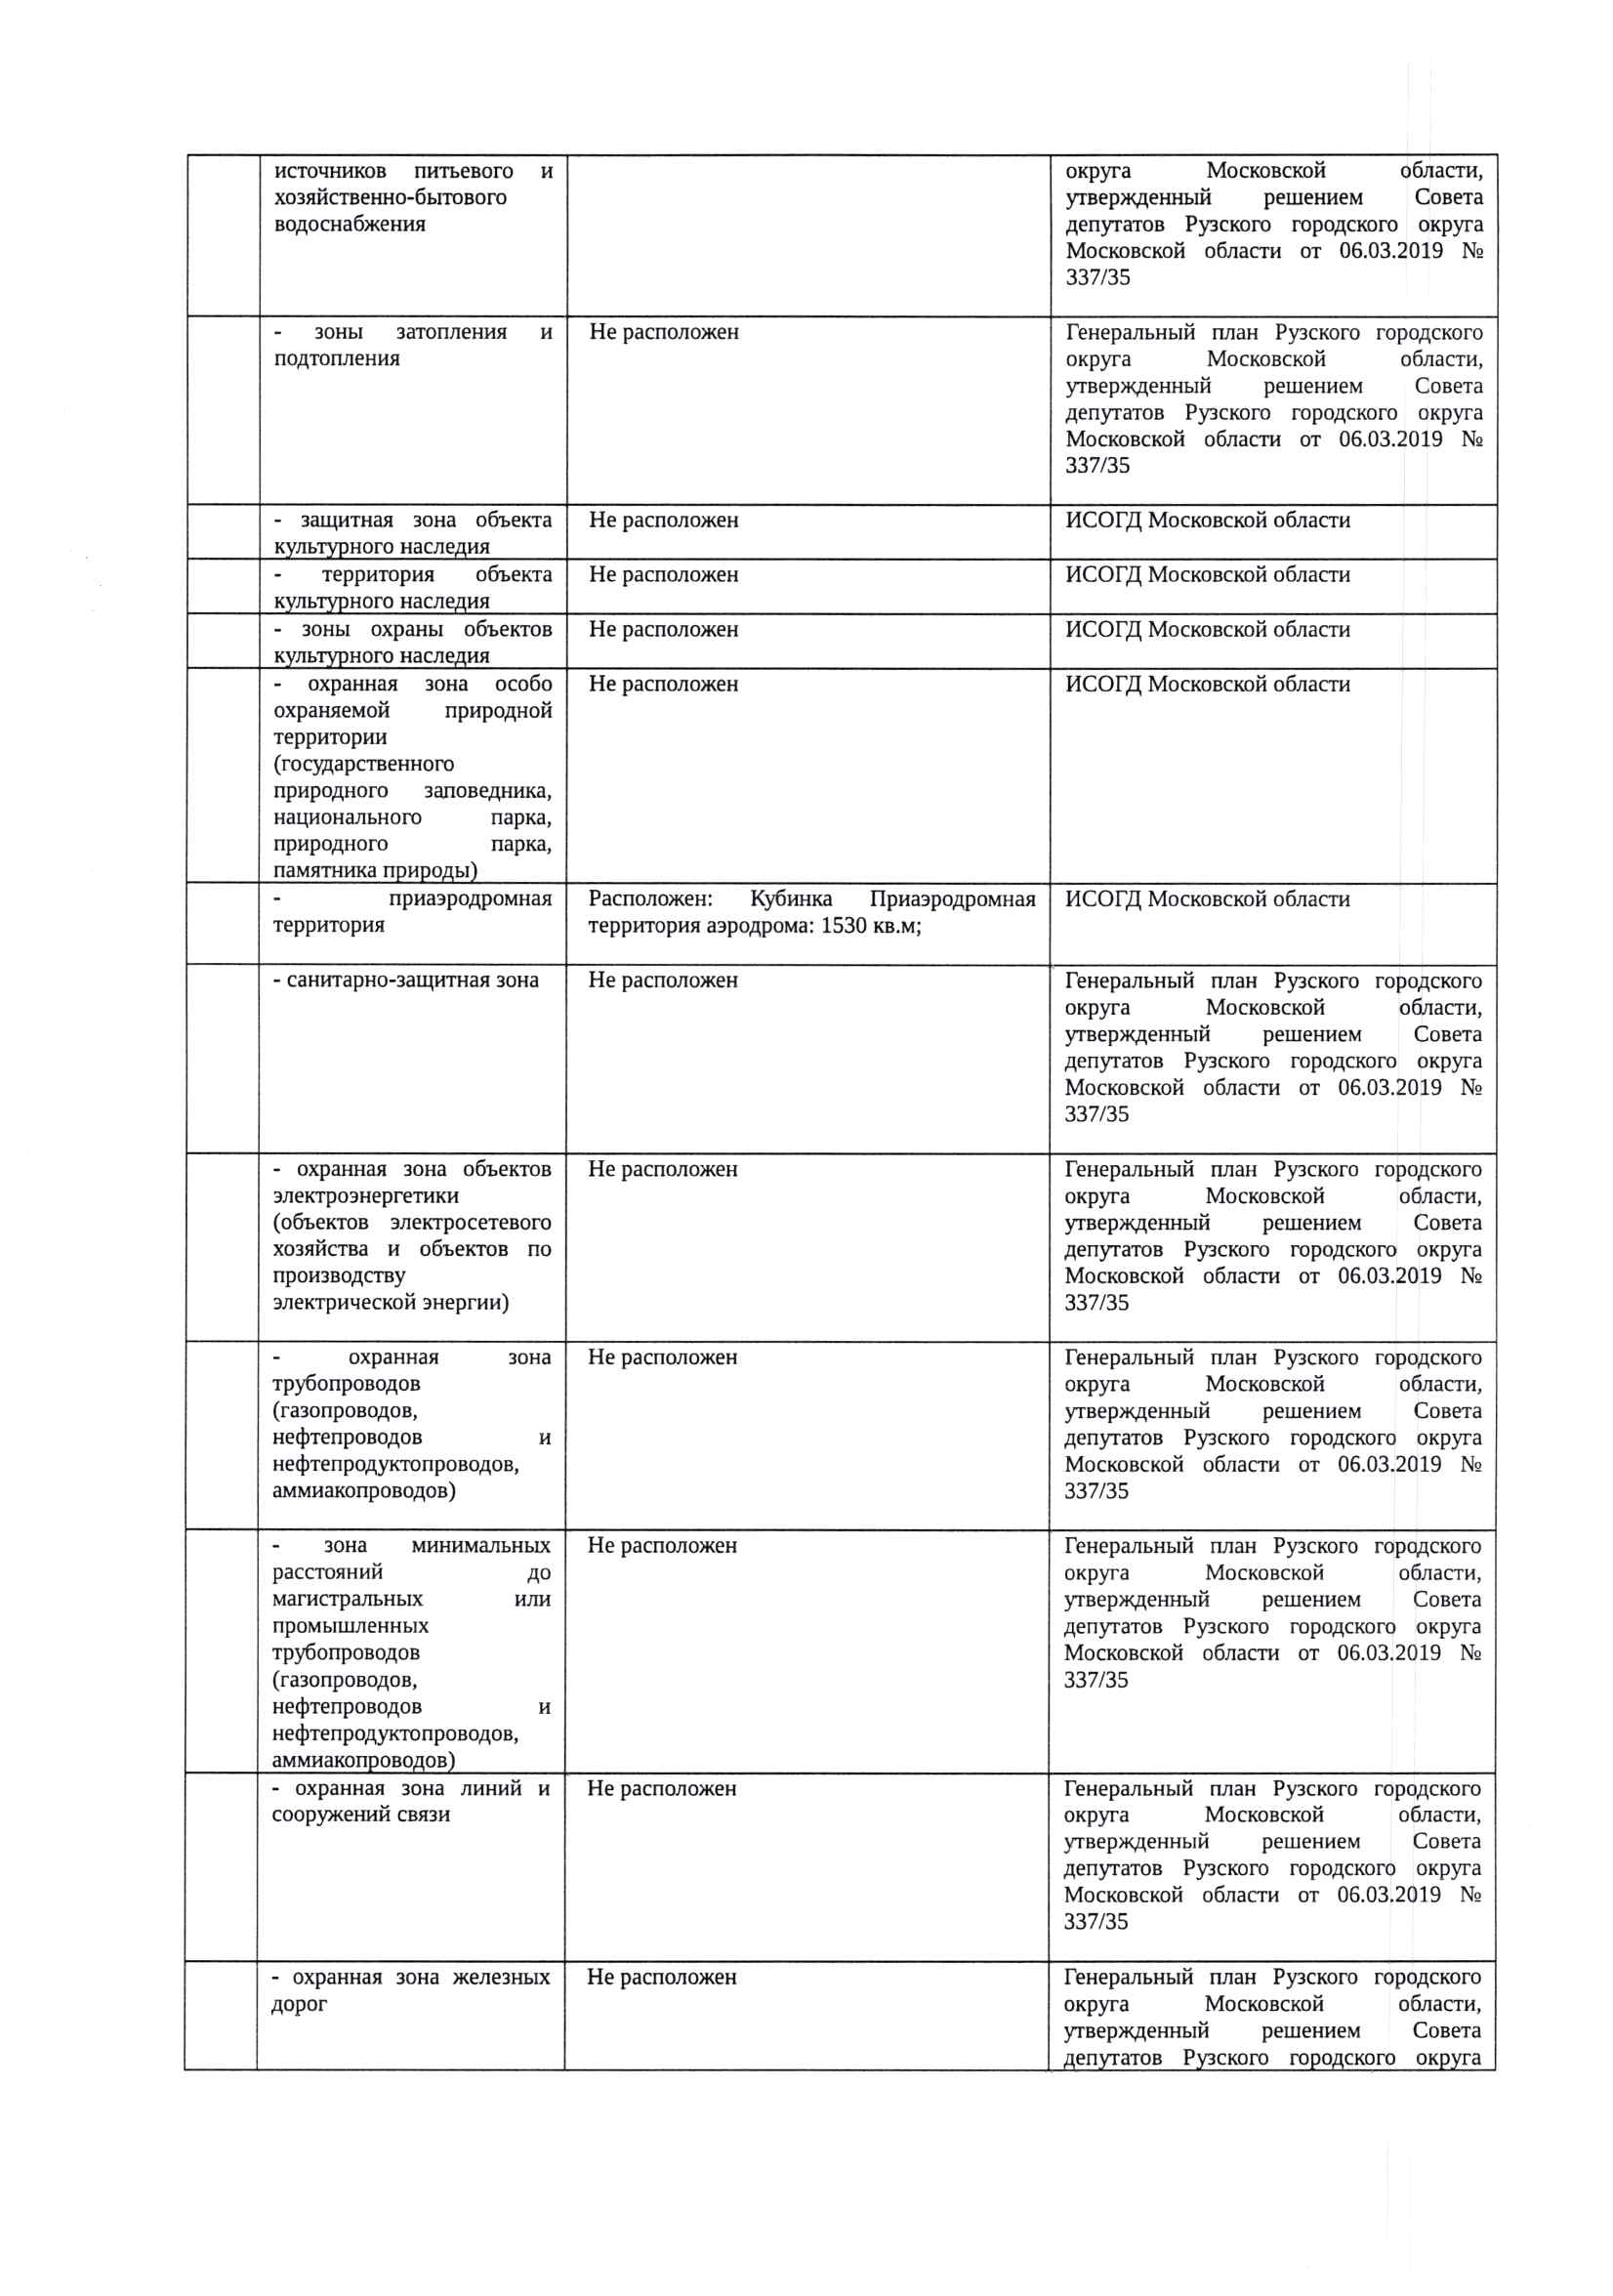 источников питьевого и
хозяйственно-бытового
водоснабжения
округа Московской области,
утвержденный решением Совета
депутатов Рузского городского округа
Московской области от 06.03.2019 №
337/35
- зоны затопления и
подтопления
Не расположен
Генеральный план Рузского городского
округа Московской области,
утвержденный решением Совета
депутатов Рузского городского округа
Московской области от 06.03.2019 №
337/35
- защитная зона объекта
культурного наследия
Не расположен
ИСОГД Московской области
- территория объекта
культурного наследия
Не расположен
ИСОГД Московской области
- зоны охраны объектов
культурного наследия
Не расположен
ИСОГД Московской области
- охранная зона особо
охраняемой природной
территории
(государственного
природного заповедника,
национального парка,
природного парка,
памятника природы)
Не расположен
ИСОГД Московской области
- приаэродромная
территория
Расположен: Кубинка Приаэродромная
территория аэродрома: 1530 кв.м;
ИСОГД Московской области
- санитарно-защитная зона
Не расположен
Генеральный план Рузского городского
округа Московской области,
утвержденный решением Совета
депутатов Рузского городского округа
Московской области от 06.03.2019 №
337/35
- охранная зона объектов
электроэнергетики
(объектов электросетевого
хозяйства и объектов по
производству
электрической энергии)
Не расположен
Генеральный план Рузского городского
округа Московской области,
утвержденный решением Совета
депутатов Рузского городского округа
Московской области от 06.03.2019 №
337/35
- охранная зона
трубопроводов
(газопроводов,
нефтепроводов и
нефтепродуктопроводов,
аммиакопроводов)
Не расположен
Генеральный план Рузского городского
округа Московской области,
утвержденный решением Совета
депутатов Рузского городского округа
Московской области от 06.03.2019 №
337/35
- зона минимальных
расстояний до
магистральных или
промышленных
трубопроводов
(газопроводов,
нефтепроводов и
нефтепродуктопроводов,
аммиакопроводов)
Не расположен
Генеральный план Рузского городского
округа Московской области,
утвержденный решением Совета
депутатов Рузского городского округа
Московской области от 06.03.2019 №
337/35
- охранная зона линий и
сооружений связи
Не расположен
Генеральный план Рузского городского
округа Московской области,
утвержденный решением Совета
депутатов Рузского городского округа
Московской области от 06.03.2019 №
337/35
- охранная зона железных
дорог
Не расположен
Генеральный план Рузского городского
округа Московской области,
утвержденный решением Совета
депутатов Рузского городского округа